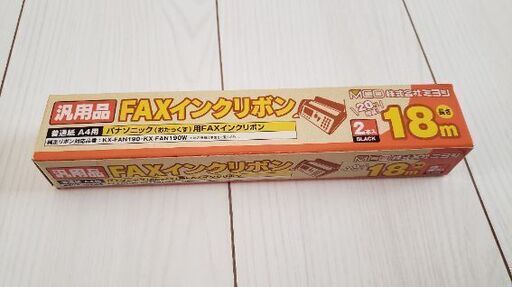 汎用品
FAXインクリボン
普通紙 A4用
パナソニック(おたっくす)用FAXインクリボン
純正リボン対応品番:KX-FAN190・KX-FAN190W
MCO 株式会社ミヨシ
2本入
BLACK
長さ
18m
FAXインクリボン
18m